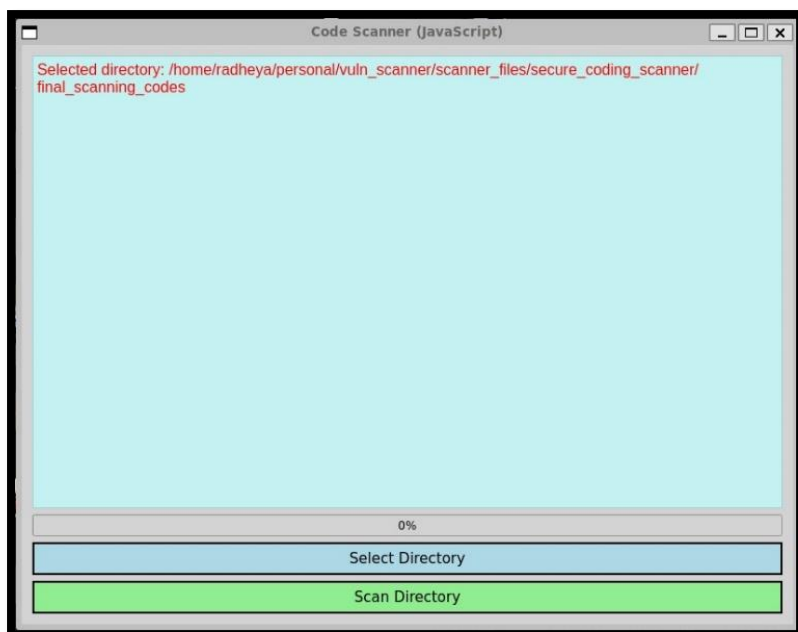 Code Scanner (JavaScript)
Selected directory: /home/radheya/personal/vuln_scanner/scanner_files/secure_coding_scanner/
final_scanning_codes
0%
Select Directory
Scan Directory